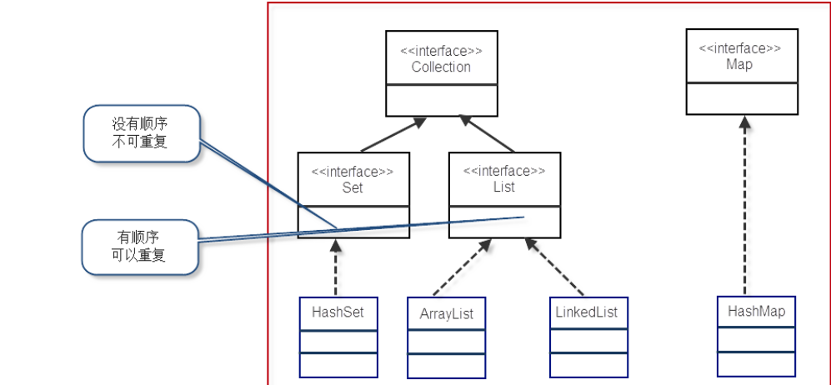 <<interface>>
Collection
<<interface>>
Map
没有顺序
不可重复
<<interface>>
Set
<<interface>>
List
有顺序
可以重复
HashSet
ArrayList
LinkedList
HashMap